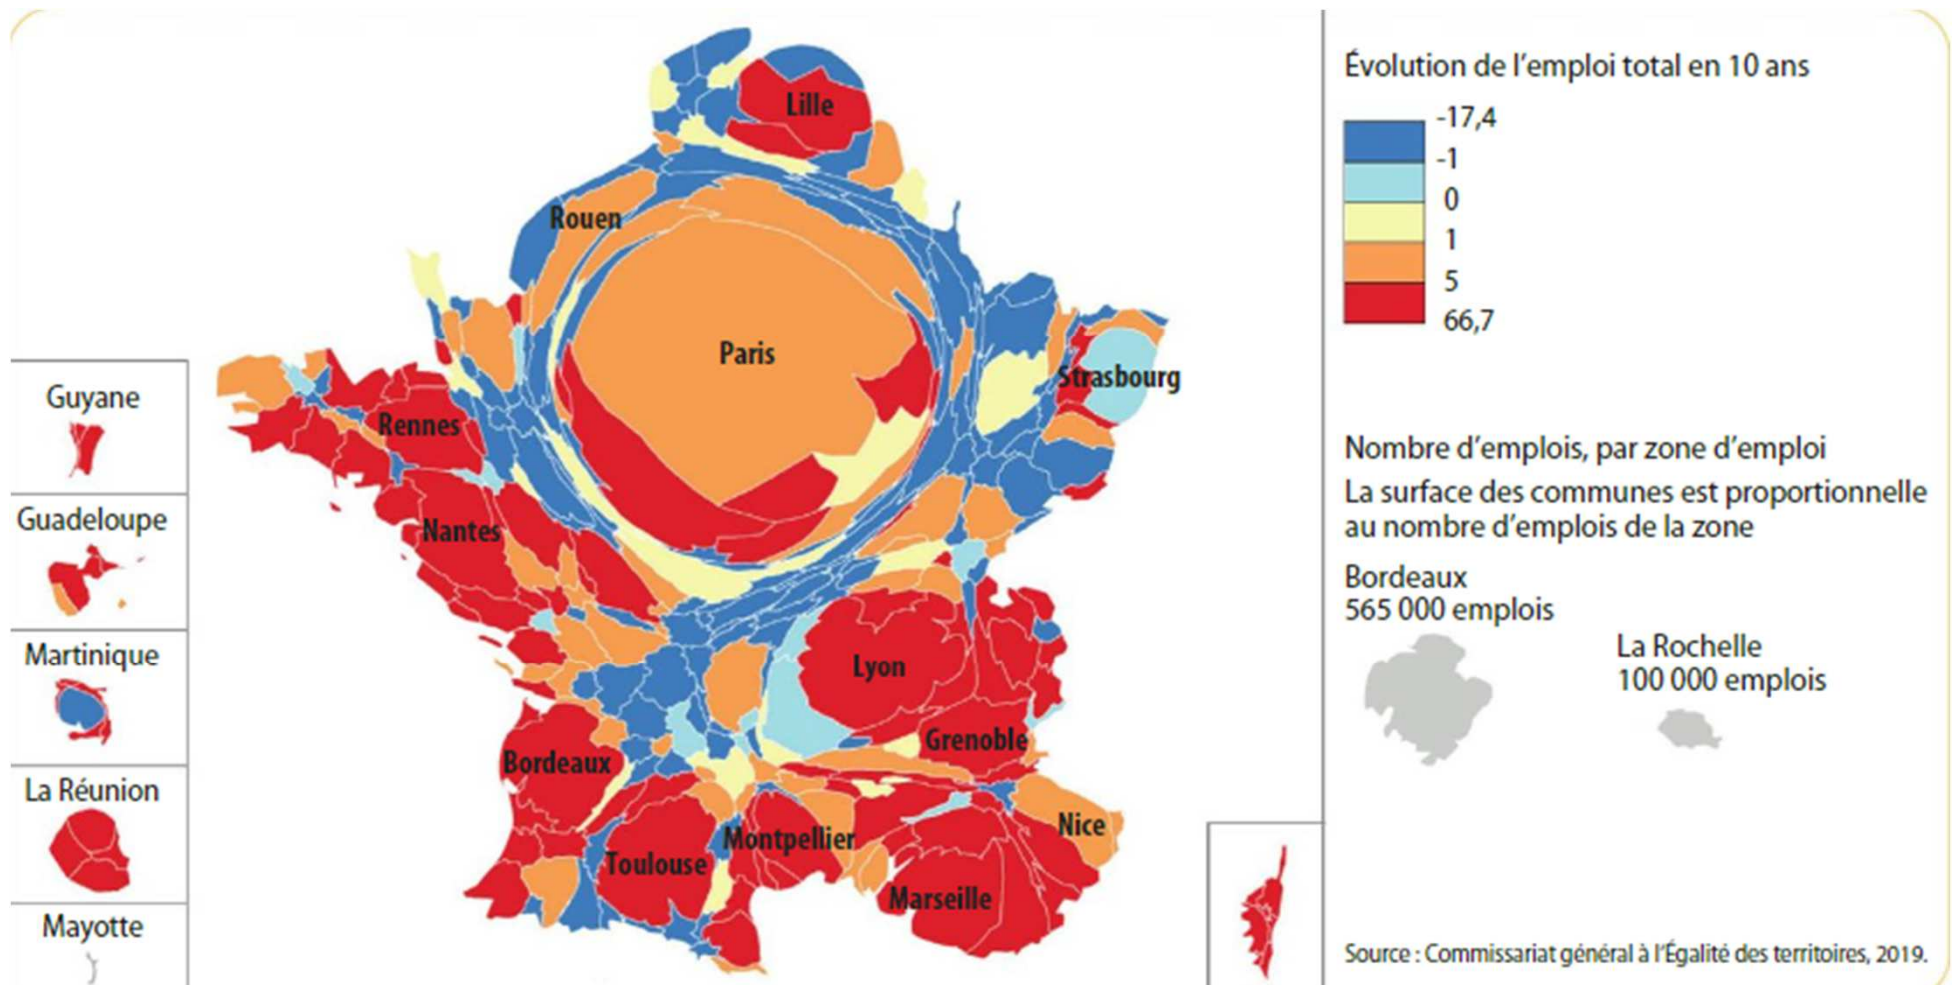 Lille
Rouen
Paris
Strasbourg
Rennes
Nantes
Lyon
Grenoble
Bordeaux
Nice
Montpellier
Toulouse
Marseille
Guyane
Guadeloupe
Martinique
La Réunion
Mayotte
Évolution de l'emploi total en 10 ans
-17,4
-1
0
1
5
66,7
Nombre d'emplois, par zone d'emploi
La surface des communes est proportionnelle
au nombre d'emplois de la zone
Bordeaux
565 000 emplois
La Rochelle
100 000 emplois
Source : Commissariat général à l'Égalité des territoires, 2019.